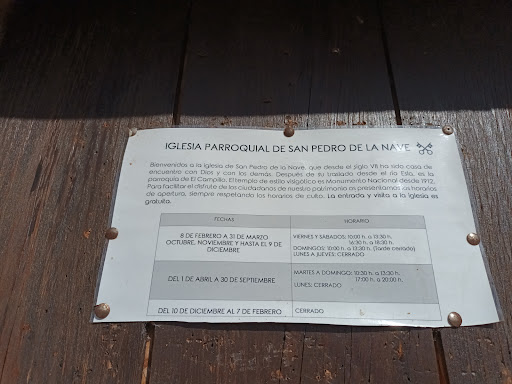 IGLESIA PARROQUIAL DE SAN PEDRO DE LA NAVE
Bienvenidos a la iglesia de San Pedro de la Nave, que desde el siglo VII ha sido casa de
encuentro con Dios y con los demás. Después de su traslado desde el río Esla, es la
parroquia de El Campillo. El templo de estilo visigótico es Monumento Nacional desde 1912.
Para facilitar el disfrute de los ciudadanos de nuestro patrimonio os presentamos los horarios
de apertura, siempre respetando los horarios de culto. La entrada y visita a la iglesia es
gratuita.
FECHAS HORARIO
8 DE FEBRERO A 31 DE MARZO VIERNES Y SÁBADOS: 10:00 h. a 13:30 h.
OCTUBRE, NOVIEMBRE Y HASTA EL 9 DE 16:30 h. a 18:30 h.
DICIEMBRE DOMINGOS: 10:00 h. a 13:30 h. (Tarde cerrado)
LUNES A JUEVES: CERRADO
DEL 1 DE ABRIL A 30 DE SEPTIEMBRE MARTES A DOMINGO: 10:30 h. a 13:30 h.
17:00 h. a 20:00 h.
LUNES: CERRADO
DEL 10 DE DICIEMBRE AL 7 DE FEBRERO CERRADO